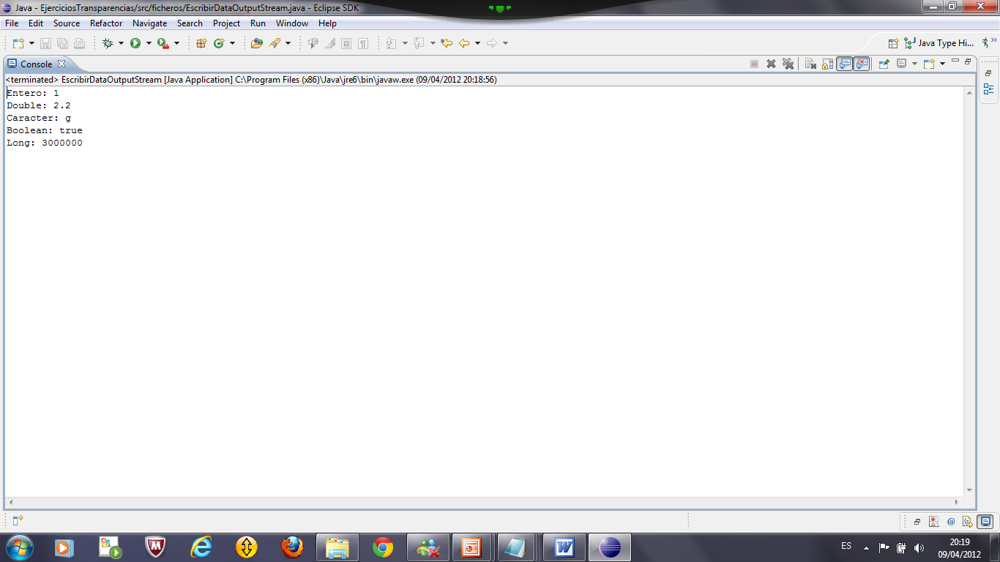 Java - EjerciciosTransparencias/src/ficheros/EscribirDataOutputStream.java - Eclipse SDK
File Edit Source Refactor Navigate Search Project Run Window Help
Java Type Hi...
Console
<terminated> EscribirDataOutputStream [Java Application] C:\Program Files (x86)\Java\jre6\bin\javaw.exe (09/04/2012 20:18:56)
Entero: 1
Double: 2.2
Caracter: g
Boolean: true
Long: 3000000
ES
20:19
09/04/2012